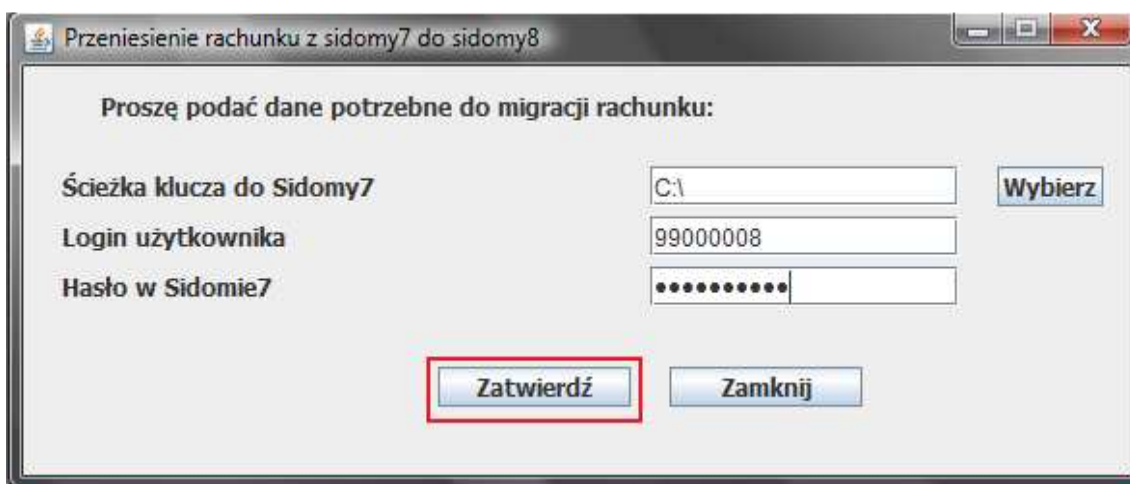 Przeniesienie rachunku z sidomy7 do sidomy8
Proszę podać dane potrzebne do migracji rachunku:
Ścieżka klucza do Sidomy7 C:\ Wybierz
Login użytkownika 99000008
Hasło w Sidomie7 ●●●●●●●●●●
Zatwierdź Zamknij